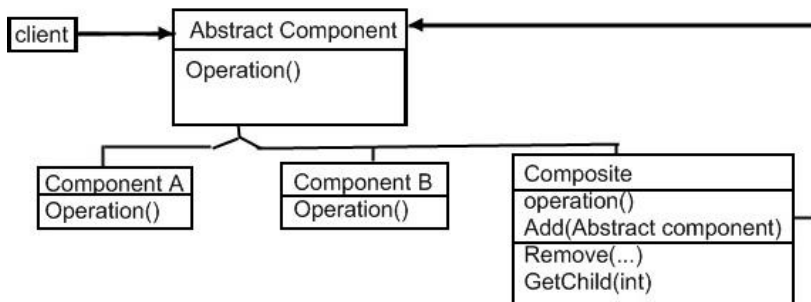 client
Abstract Component
Operation()
Component A
Operation()
Component B
Operation()
Composite
operation()
Add(Abstract component)
Remove(...)
GetChild(int)